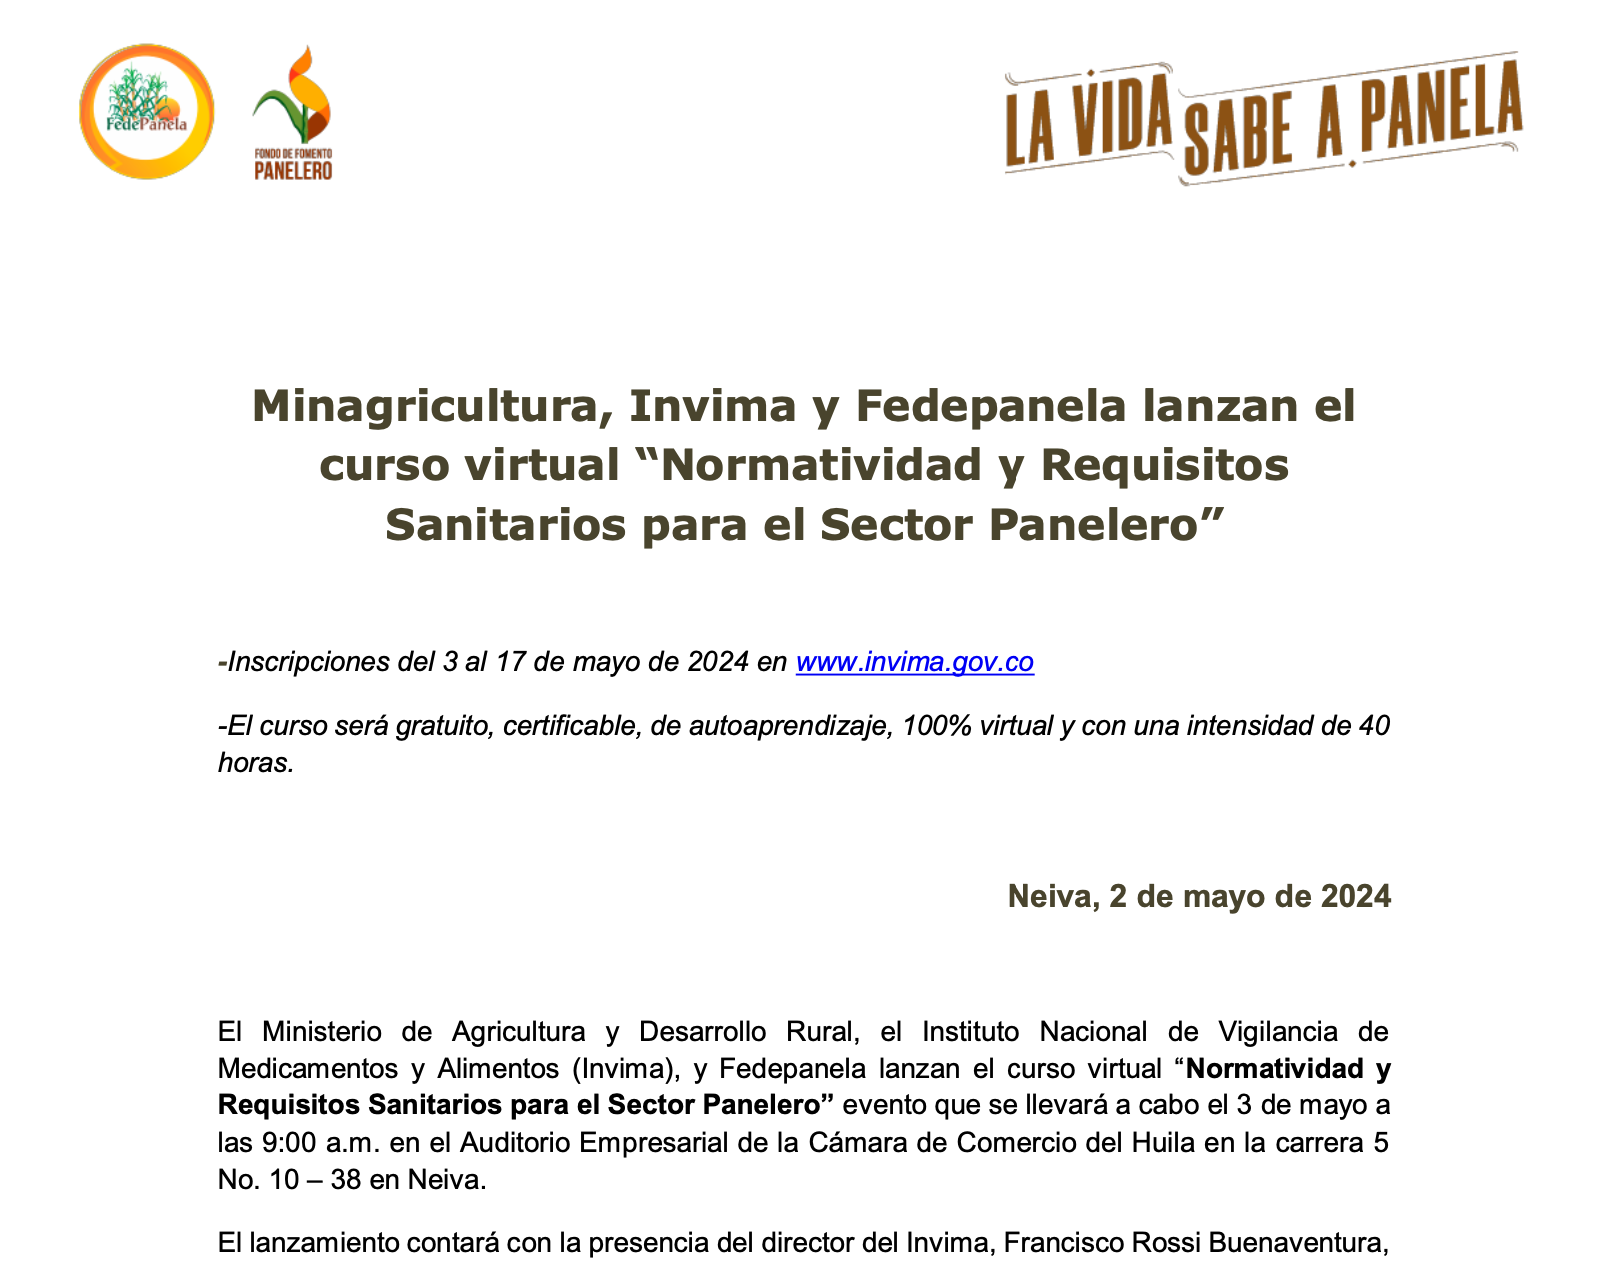 FedePanela
FONDO DE FOMENTO
PANELERO
LA VIDA SABE A PANELA
Minagricultura, Invima y Fedepanela lanzan el
curso virtual “Normatividad y Requisitos
Sanitarios para el Sector Panelero”
-Inscripciones del 3 al 17 de mayo de 2024 en www.invima.gov.co
-El curso será gratuito, certificable, de autoaprendizaje, 100% virtual y con una intensidad de 40
horas.
Neiva, 2 de mayo de 2024
El Ministerio de Agricultura y Desarrollo Rural, el Instituto Nacional de Vigilancia de
Medicamentos y Alimentos (Invima), y Fedepanela lanzan el curso virtual “Normatividad y
Requisitos Sanitarios para el Sector Panelero” evento que se llevará a cabo el 3 de mayo a
las 9:00 a.m. en el Auditorio Empresarial de la Cámara de Comercio del Huila en la carrera 5
No. 10 – 38 en Neiva.
El lanzamiento contará con la presencia del director del Invima, Francisco Rossi Buenaventura,